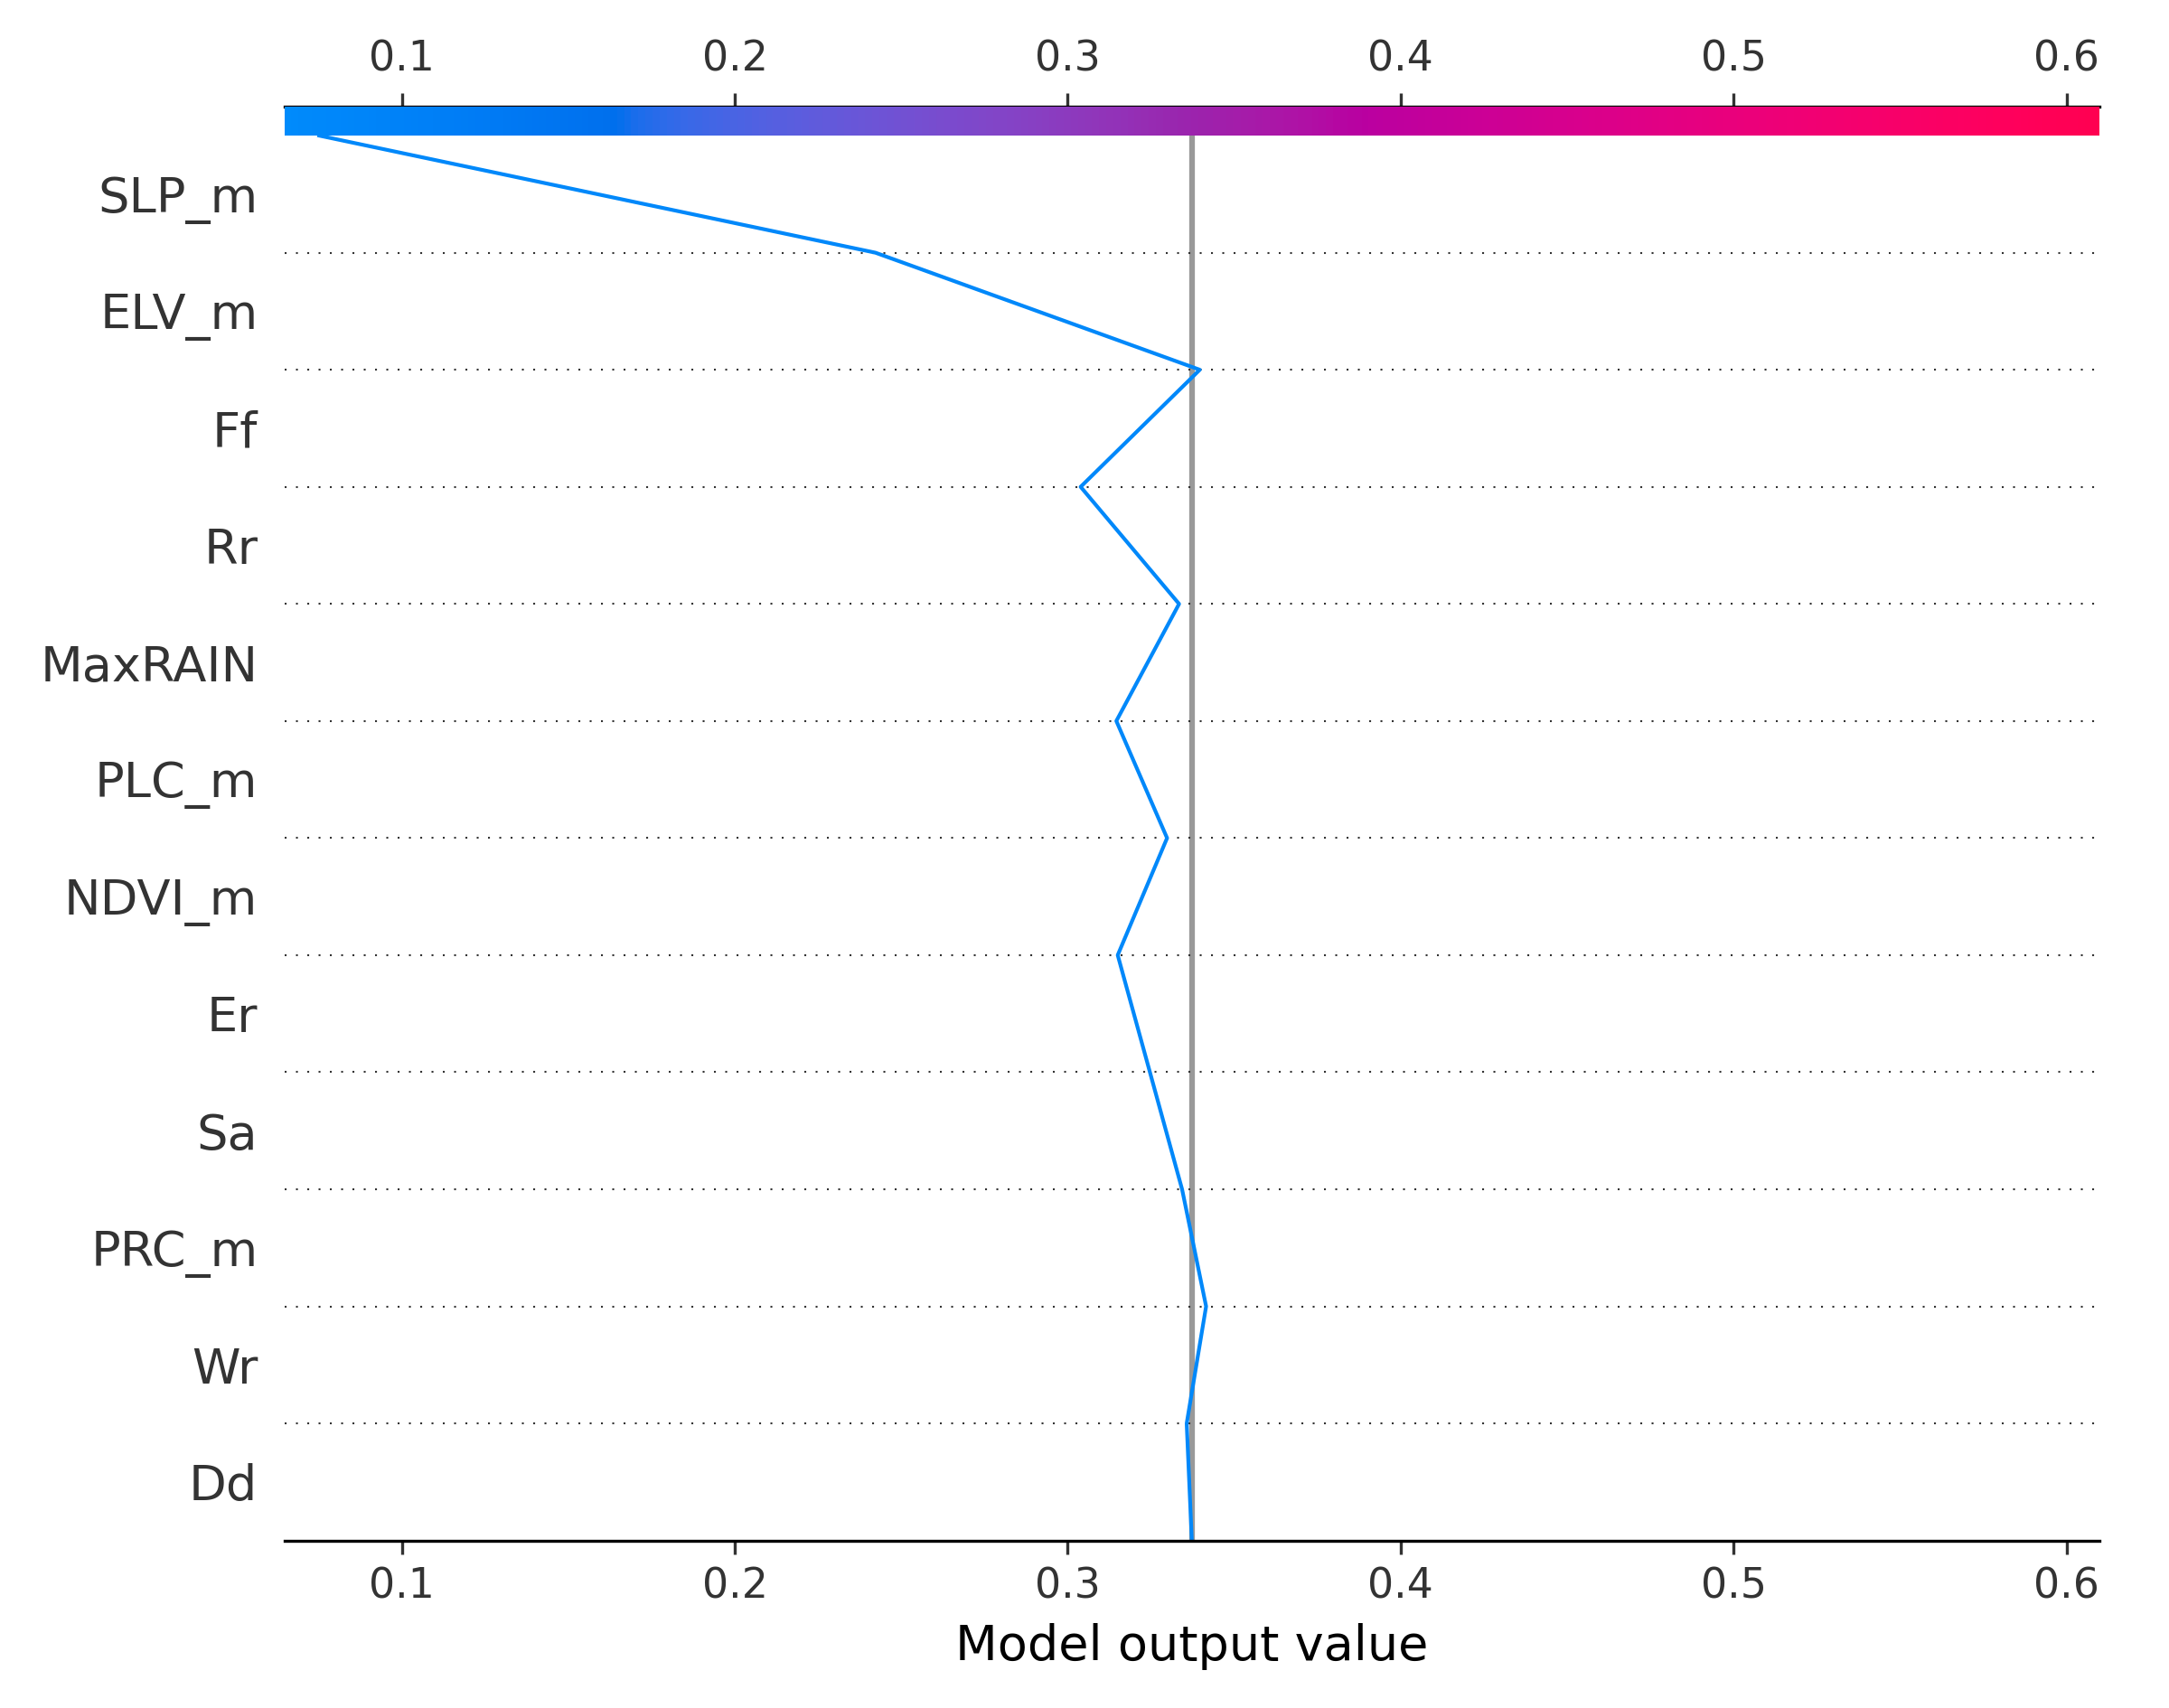 0.1 0.2 0.3 0.4 0.5 0.6
SLP_m
ELV_m
Ff
Rr
MaxRAIN
PLC_m
NDVI_m
Er
Sa
PRC_m
Wr
Dd
0.1 0.2 0.3 0.4 0.5 0.6
Model output value